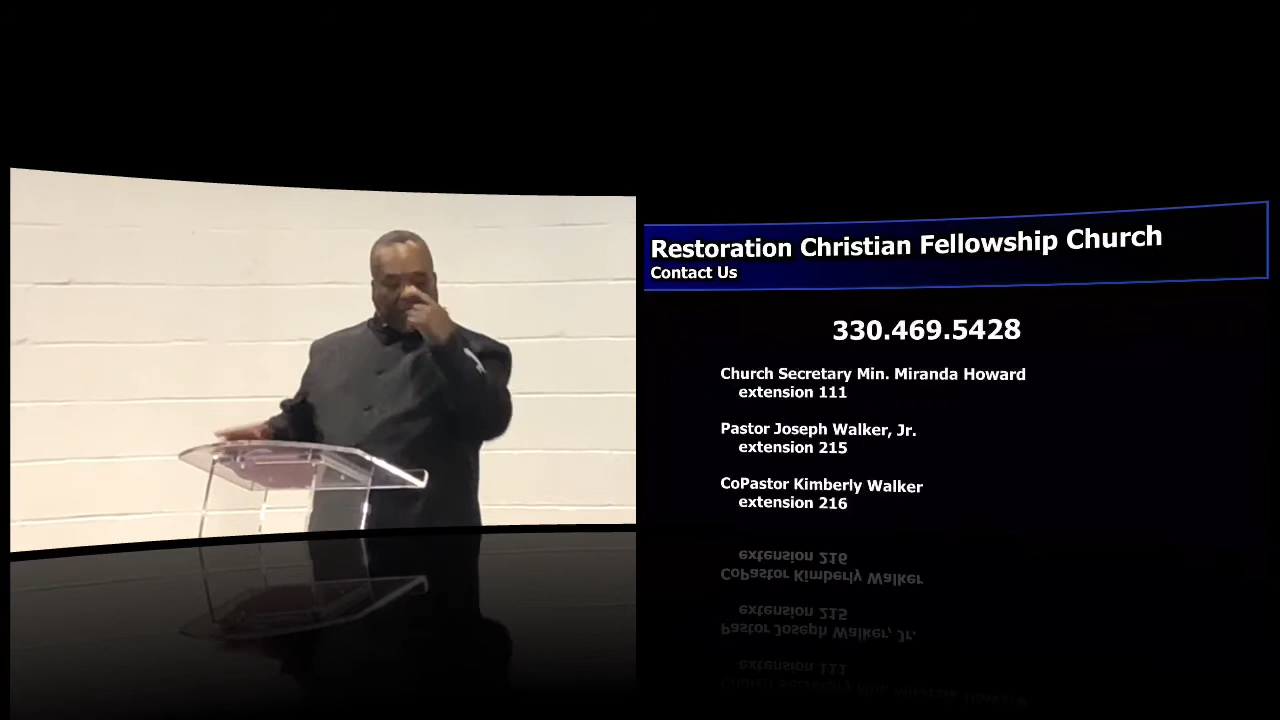 Restoration Christian Fellowship Church
Contact Us
330.469.5428
Church Secretary Min. Miranda Howard
extension 111
Pastor Joseph Walker, Jr.
extension 215
CoPastor Kimberly Walker
extension 216